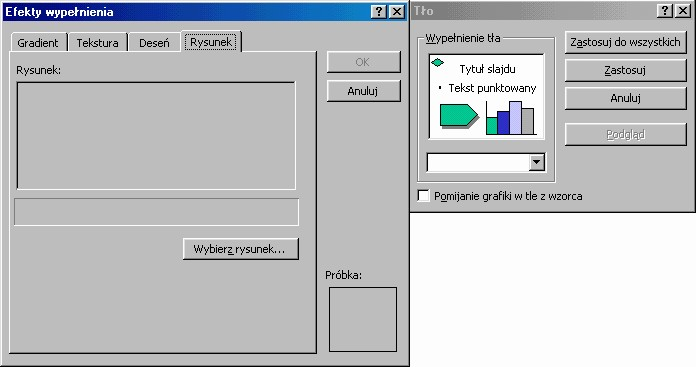 Efekty wypełnienia
Gradient
Tekstura
Deseń
Rysunek
Rysunek:
Wybierz rysunek...
OK
Anuluj
Próbka:
Tło
Wypełnienie tła
Tytuł slajdu
• Tekst punktowany
Pomijanie grafiki w tle z wzorca
Zastosuj do wszystkich
Zastosuj
Anuluj
Podgląd